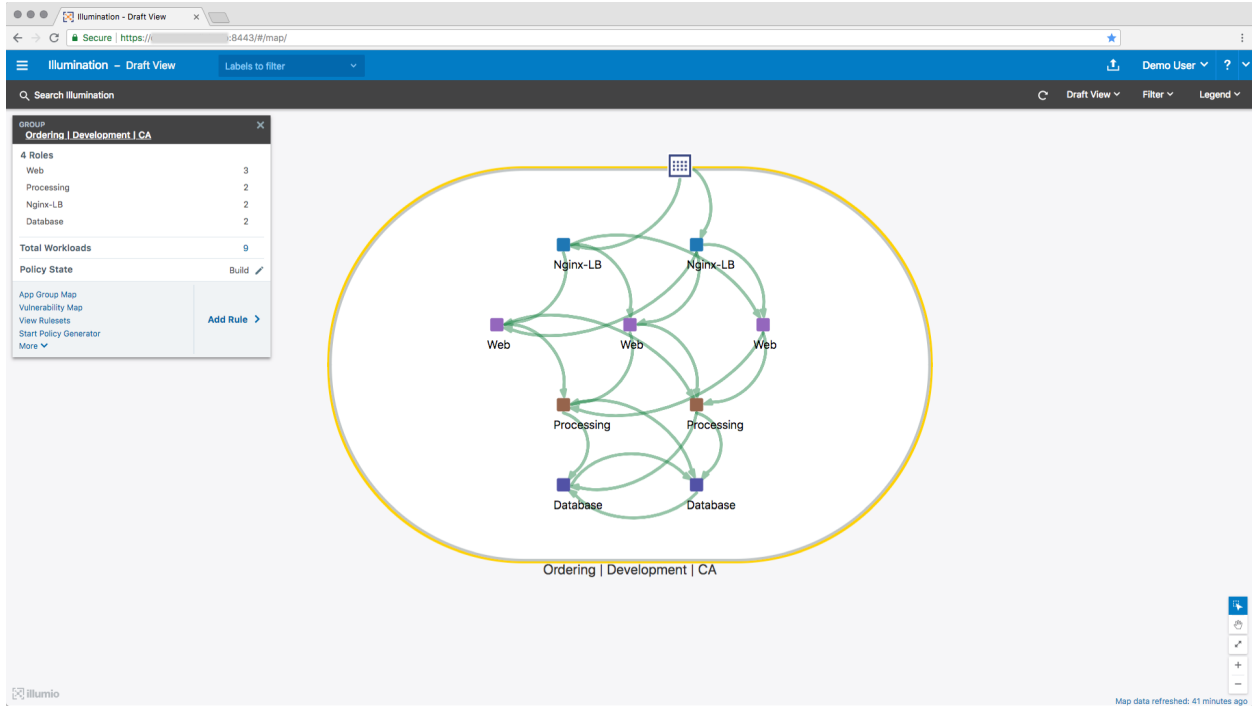 Illumination - Draft View
Secure | https:// :8443/#/map/
Illumination – Draft View
Labels to filter
Demo User
?
Search Illumination
Draft View
Filter
Legend
GROUP
Ordering | Development | CA
4 Roles
Web 3
Processing 2
Nginx-LB 2
Database 2
Total Workloads 9
Policy State Build
App Group Map
Vulnerability Map
View Rulesets
Start Policy Generator
More
Add Rule
Nginx-LB Nginx-LB
Web Web Web
Processing Processing
Database Database
Ordering | Development | CA
illumio
Map data refreshed: 41 minutes ago